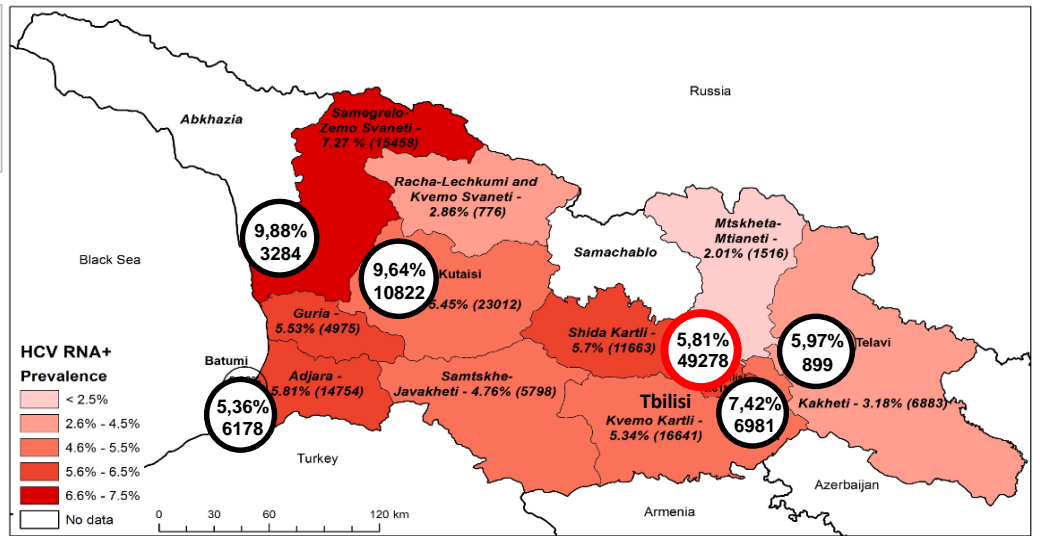 Russia
Abkhazia
Samegrelo-
Zemo Svaneti -
7.27 % (15458)
Racha-Lechkumi and
Kvemo Svaneti -
2.86% (776)
Mtskheta-
Mtianeti -
2.01% (1516)
Samachablo
Black Sea
9,88%
3284
9,64%
10822
Kutaisi
5.45% (23012)
Guria -
5.53% (4975)
Shida Kartli -
5.7% (11663)
5,81%
49278
5,97%
899
Telavi
Batumi
Adjara -
5.81% (14754)
Samtskhe-
Javakheti - 4.76% (5798)
5,36%
6178
Tbilisi
Kvemo Kartli -
5.34% (16641)
7,42%
6981
Kakheti - 3.18% (6883)
Turkey
Armenia
Azerbaijan
HCV RNA+
Prevalence
< 2.5%
2.6% - 4.5%
4.6% - 5.5%
5.6% - 6.5%
6.6% - 7.5%
No data
0 30 60 120 km